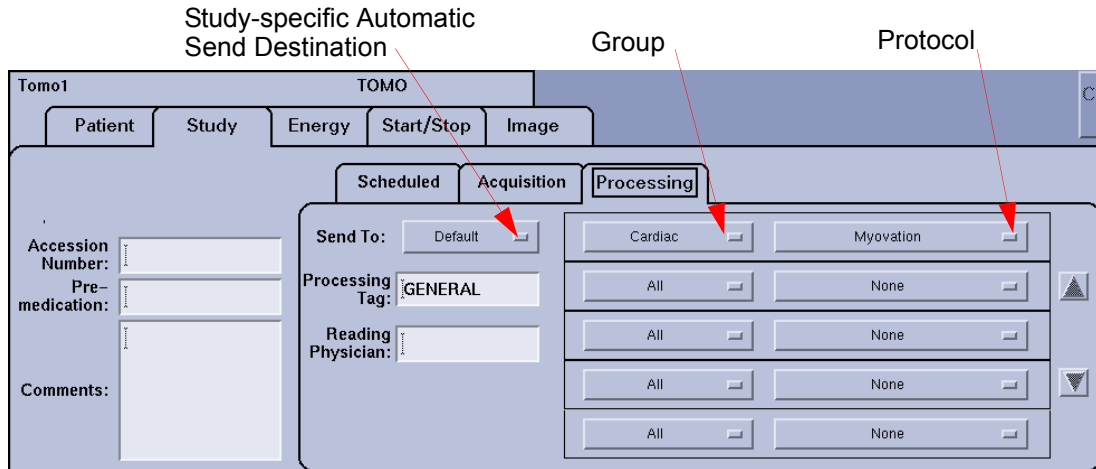 Study-specific Automatic
Send Destination
Group
Protocol
Tomo1
TOMO
C
Patient
Study
Energy
Start/Stop
Image
Scheduled
Acquisition
Processing
Accession
Number:
Pre-
medication:
Comments:
Send To:
Default
Processing
Tag:
GENERAL
Reading
Physician:
Cardiac
Myovation
All
None
All
None
All
None
All
None